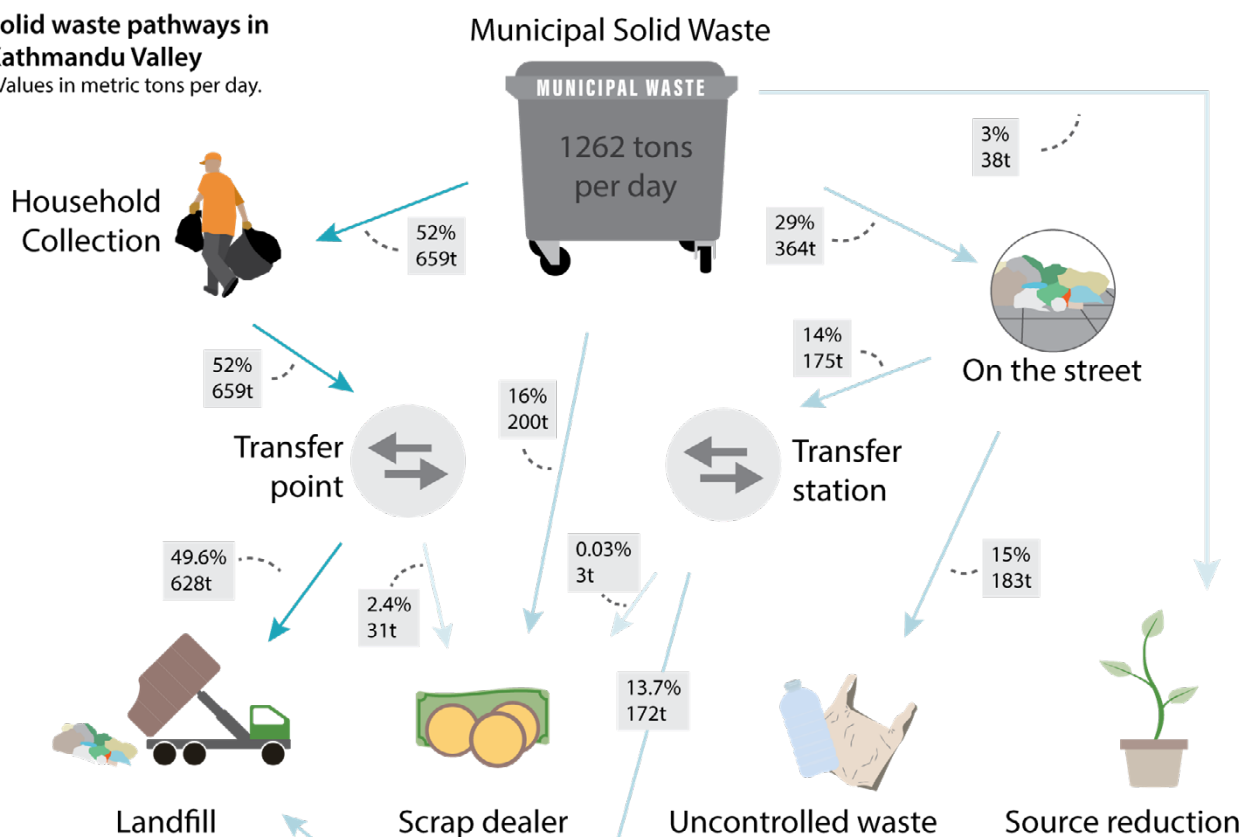 olid waste pathways in
athmandu Valley
Values in metric tons per day.
Municipal Solid Waste
MUNICIPAL WASTE
1262 tons
per day
3%
38t
Household
Collection
52%
659t
29%
364t
52%
659t
14%
175t
On the street
16%
200t
Transfer
point
Transfer
station
49.6%
628t
2.4%
31t
0.03%
3t
15%
183t
13.7%
172t
Landfill
Scrap dealer
Uncontrolled waste
Source reduction